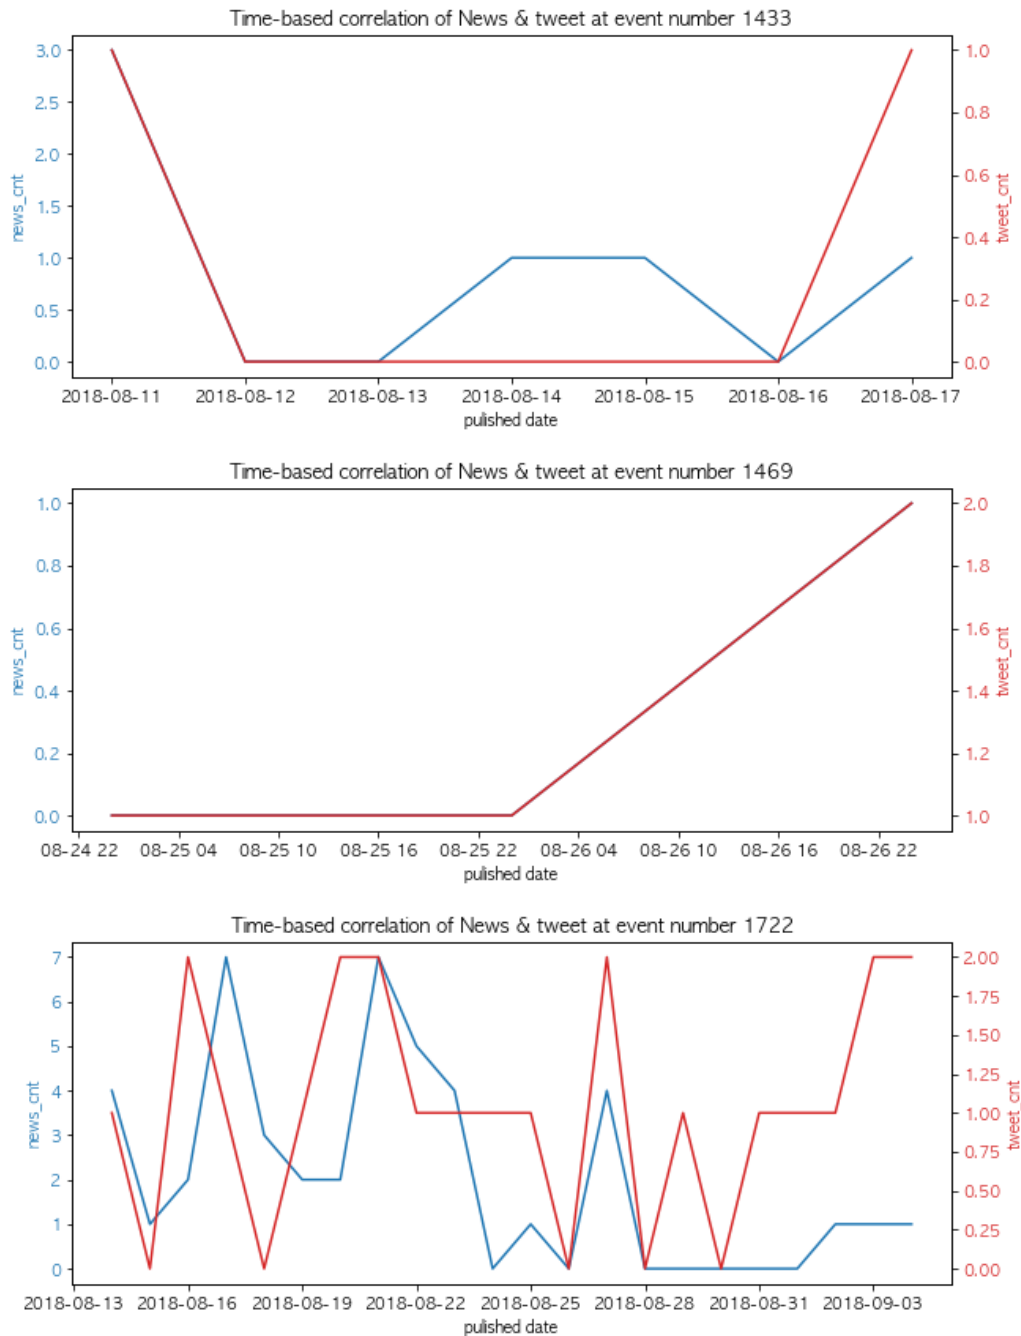 Time-based correlation of News & tweet at event number 1433
3.0
2.5
2.0
1.5
1.0
0.5
0.0
news_cnt
1.0
0.8
0.6
0.4
0.2
0.0
tweet_cnt
2018-08-11 2018-08-12 2018-08-13 2018-08-14 2018-08-15 2018-08-16 2018-08-17
pulished date
Time-based correlation of News & tweet at event number 1469
1.0
0.8
0.6
0.4
0.2
0.0
news_cnt
2.0
1.8
1.6
1.4
1.2
1.0
tweet_cnt
08-24 22 08-25 04 08-25 10 08-25 16 08-25 22 08-26 04 08-26 10 08-26 16 08-26 22
pulished date
Time-based correlation of News & tweet at event number 1722
7
6
5
4
3
2
1
0
news_cnt
2.00
1.75
1.50
1.25
1.00
0.75
0.50
0.25
0.00
tweet_cnt
2018-08-13 2018-08-16 2018-08-19 2018-08-22 2018-08-25 2018-08-28 2018-08-31 2018-09-03
pulished date